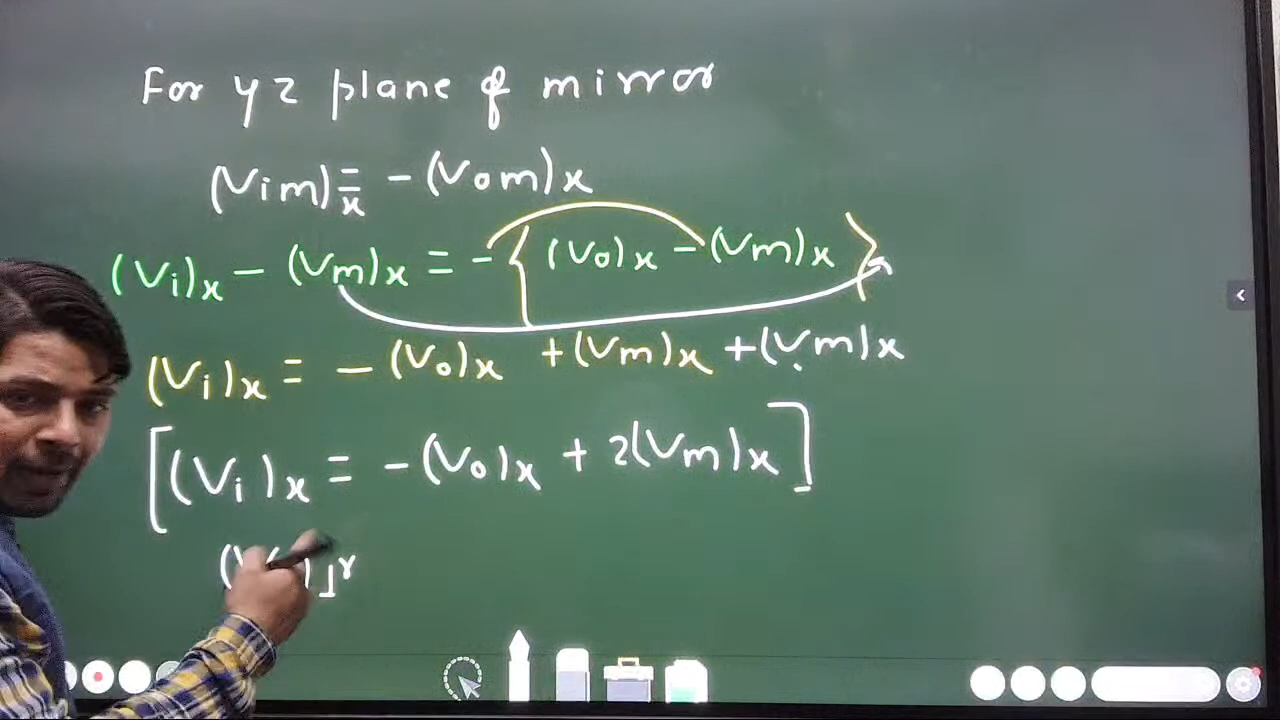 For yz plane of mirror
(Vim)x = -(Vom)x
(Vi)x - (Vm)x = -{(Vo)x - (Vm)x}
(Vi)x = -(Vo)x + (Vm)x + (Vm)x
[(Vi)x = -(Vo)x + 2(Vm)x]